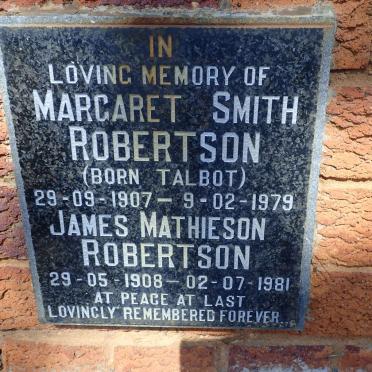 IN
LOVING MEMORY OF
MARGARET SMITH
ROBERTSON
(BORN TALBOT)
29-09-1907 - 9-02-1979
JAMES MATHIESON
ROBERTSON
29-05-1908 - 02-07-1981
AT PEACE AT LAST
LOVINGLY REMEMBERED FOREVER